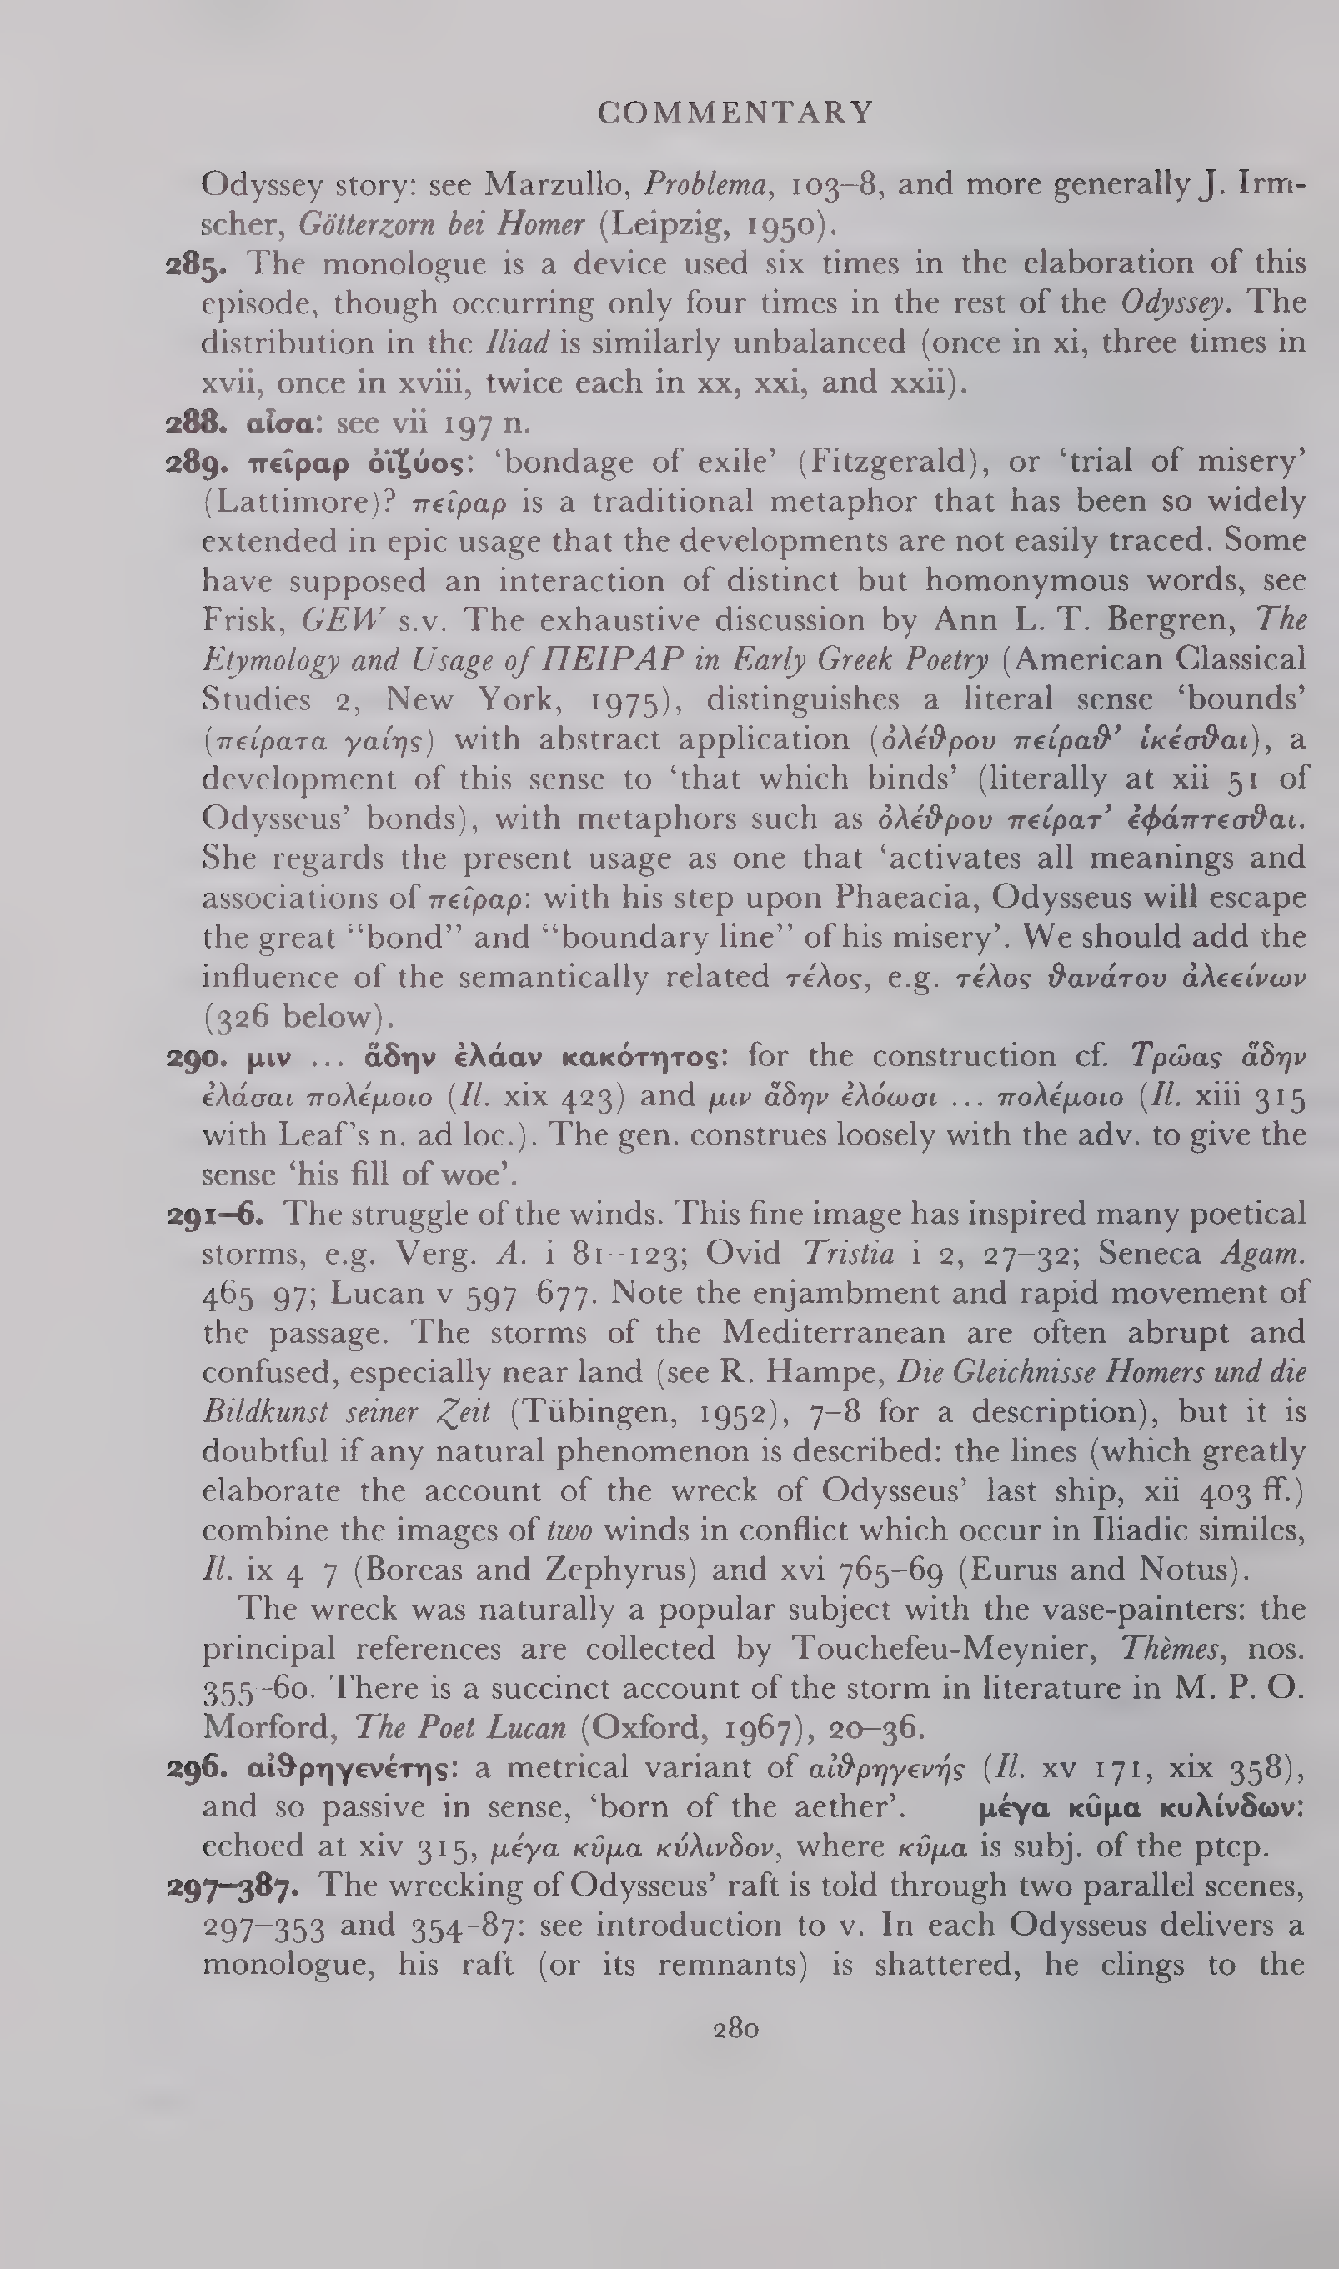 COMMENTARY
Odyssey story: see Marzullo, Problema, 103–8, and more generally J. Irm-
scher, Götterzorn bei Homer (Leipzig, 1950).
285. The monologue is a device used six times in the elaboration of this
episode, though occurring only four times in the rest of the Odyssey. The
distribution in the Iliad is similarly unbalanced (once in xi, three times in
xvii, once in xviii, twice each in xx, xxi, and xxii).
288. αἶσα: see vii 197 n.
289. πεῖραρ ὀϊζύος: ‘bondage of exile’ (Fitzgerald), or ‘trial of misery’
(Lattimore)? πεῖραρ is a traditional metaphor that has been so widely
extended in epic usage that the developments are not easily traced. Some
have supposed an interaction of distinct but homonymous words, see
Frisk, GEW s.v. The exhaustive discussion by Ann L. T. Bergren, The
Etymology and Usage of ΠΕΙΡΑΡ in Early Greek Poetry (American Classical
Studies 2, New York, 1975), distinguishes a literal sense ‘bounds’
(πείρατα γαίης) with abstract application (ὀλέϑρου πείραϑ’ ἱκέσϑαι), a
development of this sense to ‘that which binds’ (literally at xii 51 of
Odysseus’ bonds), with metaphors such as ὀλέϑρου πείρατ’ ἐφάπτεσϑαι.
She regards the present usage as one that ‘activates all meanings and
associations of πεῖραρ: with his step upon Phaeacia, Odysseus will escape
the great “bond” and “boundary line” of his misery’. We should add the
influence of the semantically related τέλος, e.g. τέλος ϑανάτου ἀλεείνων
(326 below).
290. μιν ... ἅδην ἐλάαν κακότητος: for the construction cf. Τρῶας ἅδην
ἐλάσαι πολέμοιο (Il. xix 423) and μιν ἅδην ἐλόωσι ... πολέμοιο (Il. xiii 315
with Leaf’s n. ad loc.). The gen. construes loosely with the adv. to give the
sense ‘his fill of woe’.
291–6. The struggle of the winds. This fine image has inspired many poetical
storms, e.g. Verg. A. i 81–123; Ovid Tristia i 2, 27–32; Seneca Agam.
465–97; Lucan v 597–677. Note the enjambment and rapid movement of
the passage. The storms of the Mediterranean are often abrupt and
confused, especially near land (see R. Hampe, Die Gleichnisse Homers und die
Bildkunst seiner Zeit (Tübingen, 1952), 7–8 for a description), but it is
doubtful if any natural phenomenon is described: the lines (which greatly
elaborate the account of the wreck of Odysseus’ last ship, xii 403 ff.)
combine the images of two winds in conflict which occur in Iliadic similes,
Il. ix 4–7 (Boreas and Zephyrus) and xvi 765–69 (Eurus and Notus).
The wreck was naturally a popular subject with the vase-painters: the
principal references are collected by Touchefeu-Meynier, Thèmes, nos.
355–60. There is a succinct account of the storm in literature in M. P. O.
Morford, The Poet Lucan (Oxford, 1967), 20–36.
296. αἰϑρηγενέτης: a metrical variant of αἰϑρηγενής (Il. xv 171, xix 358),
and so passive in sense, ‘born of the aether’. μέγα κῦμα κυλίνδων:
echoed at xiv 315, μέγα κῦμα κύλινδον, where κῦμα is subj. of the ptcp.
297–387. The wrecking of Odysseus’ raft is told through two parallel scenes,
297–353 and 354–87: see introduction to v. In each Odysseus delivers a
monologue, his raft (or its remnants) is shattered, he clings to the
280